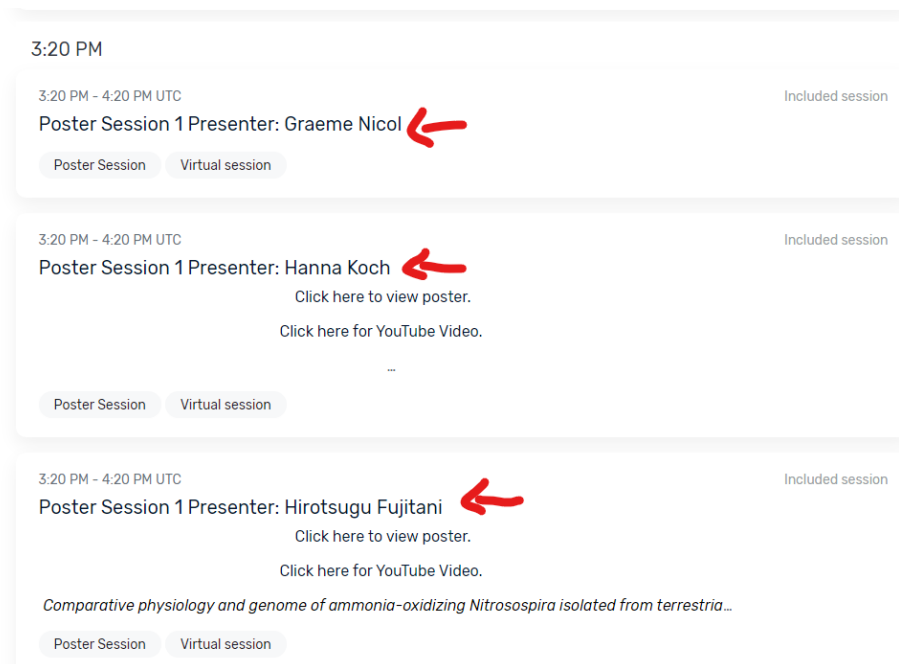 3:20 PM
3:20 PM - 4:20 PM UTC Included session
Poster Session 1 Presenter: Graeme Nicol
Poster Session Virtual session
3:20 PM - 4:20 PM UTC Included session
Poster Session 1 Presenter: Hanna Koch
Click here to view poster.
Click here for YouTube Video.
...
Poster Session Virtual session
3:20 PM - 4:20 PM UTC Included session
Poster Session 1 Presenter: Hirotsugu Fujitani
Click here to view poster.
Click here for YouTube Video.
Comparative physiology and genome of ammonia-oxidizing Nitrosospira isolated from terrestria...
Poster Session Virtual session